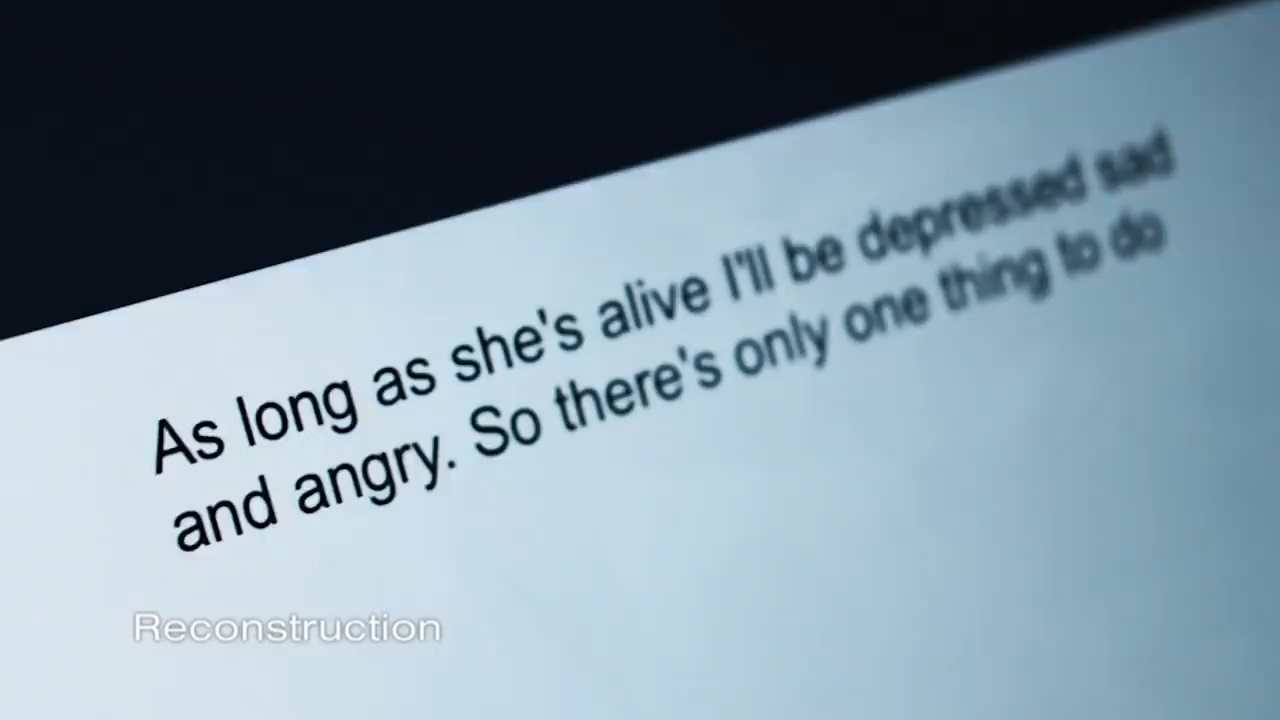 As long as she's alive I'll be depressed sad
and angry. So there's only one thing to do
Reconstruction